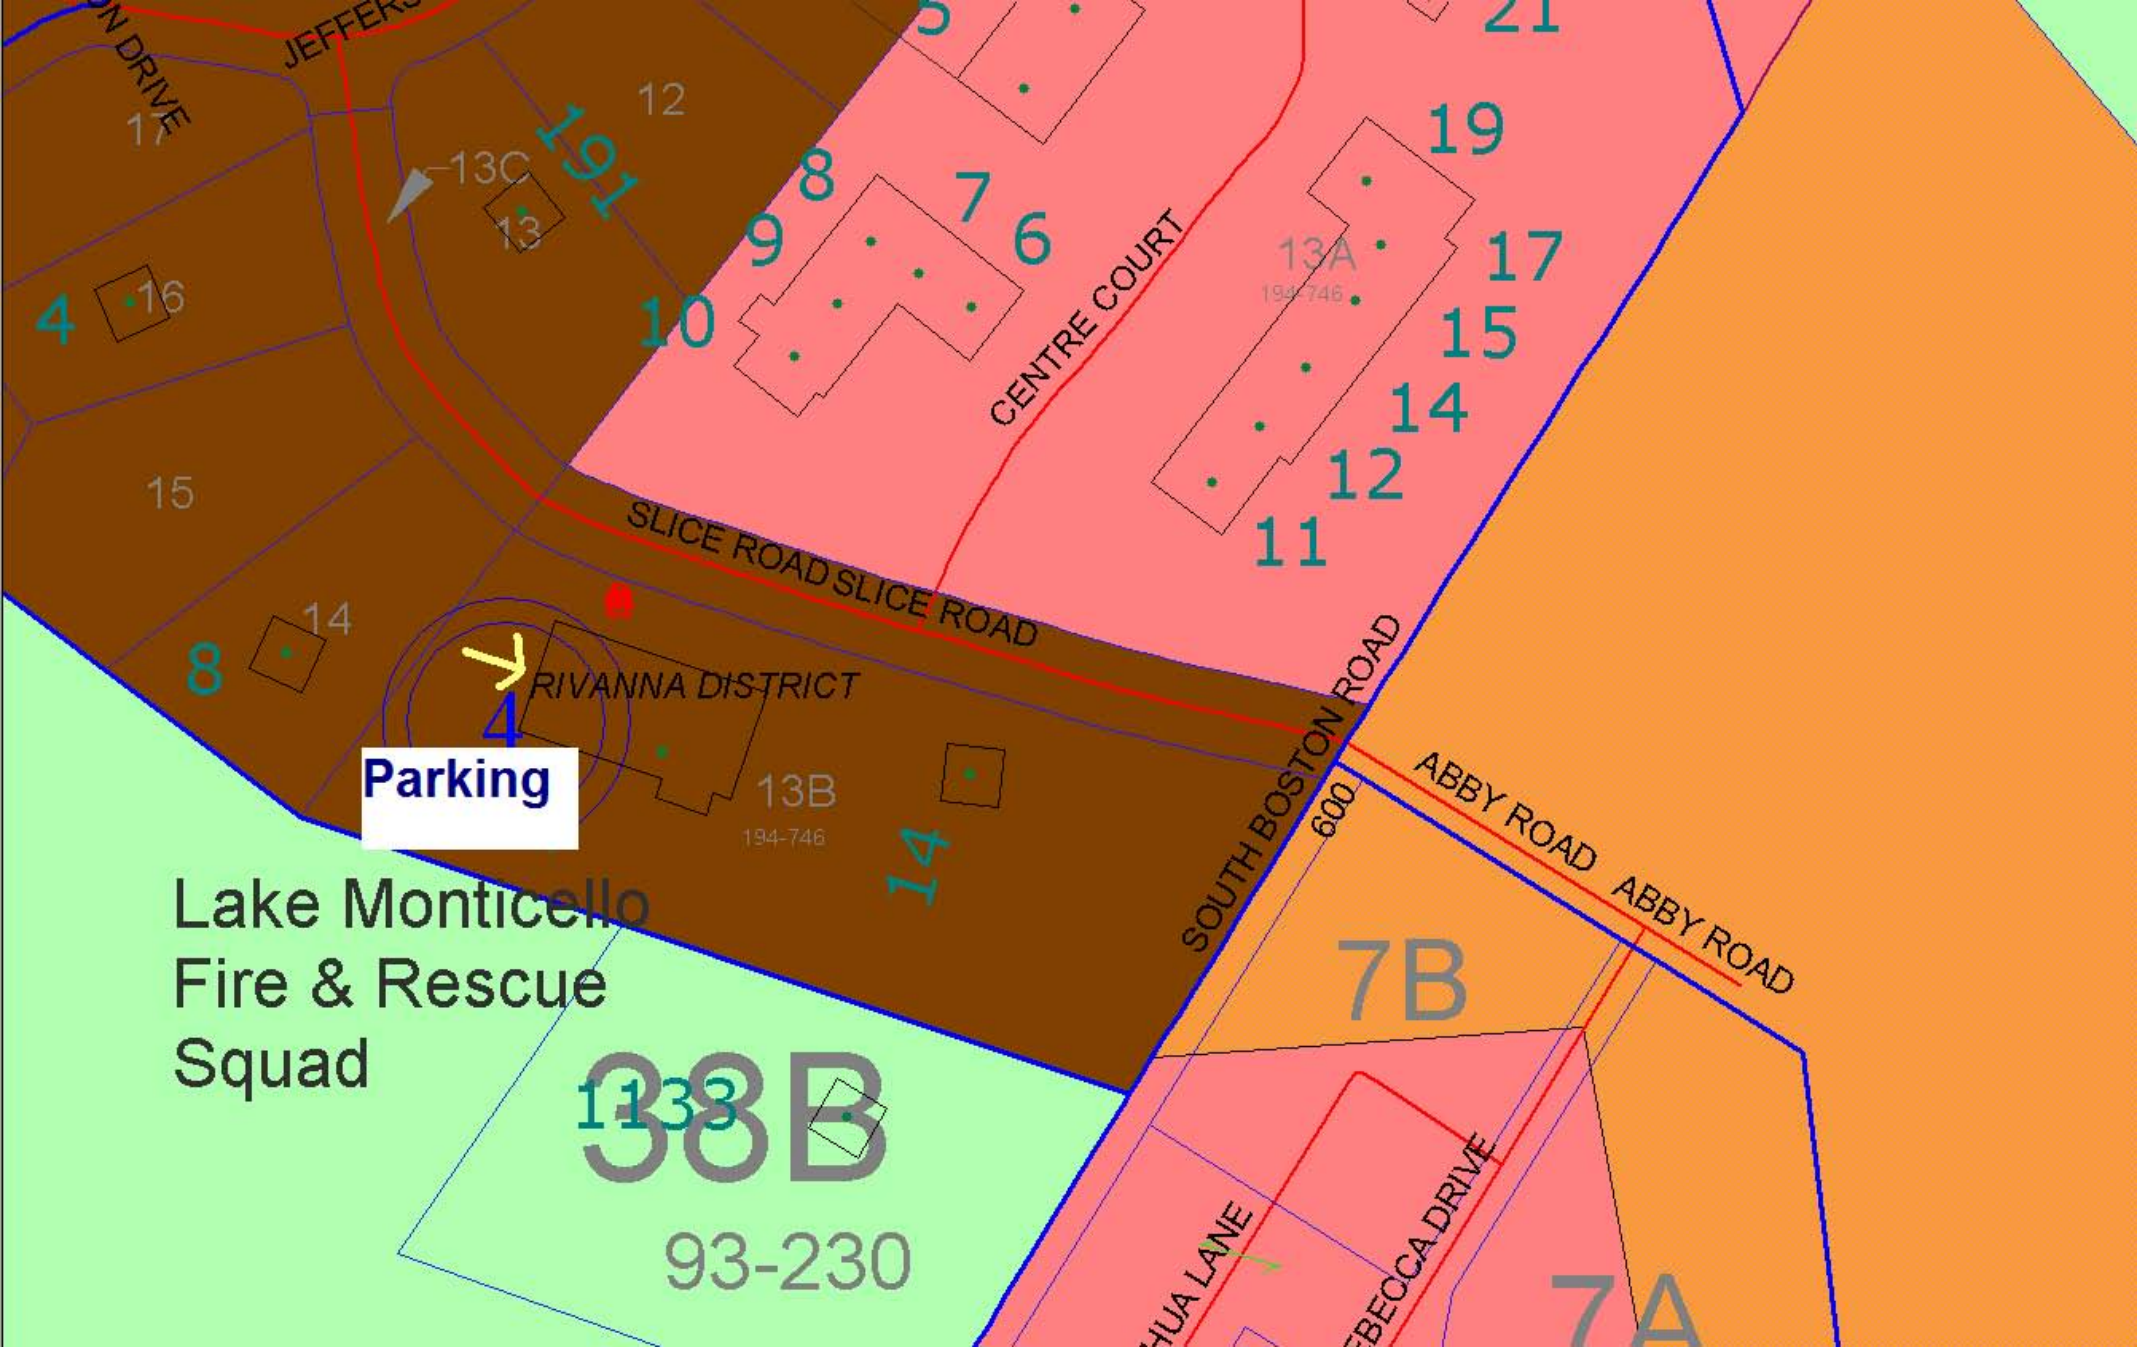 ON DRIVE
JEFFERS
5
21
12
17
191
13C
13
8
7
9
6
10
19
13A
194-746
17
15
14
12
11
CENTRE COURT
4
16
15
SLICE ROAD
SLICE ROAD
14
8
RIVANNA DISTRICT
4
Parking
13B
194-746
14
SOUTH BOSTON ROAD
600
ABBY ROAD
ABBY ROAD
Lake Monticello
Fire & Rescue
Squad
7B
38B
1133
93-230
HUA LANE
EBECCA DRIVE
7A